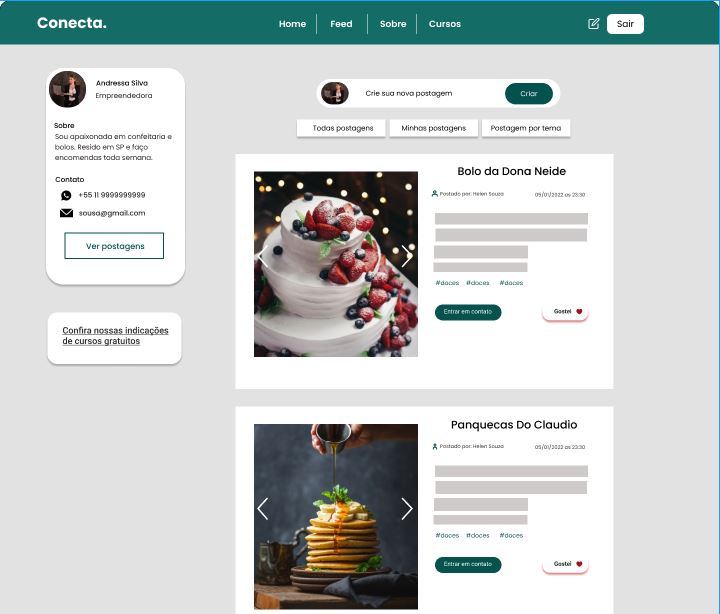 Conecta.
Home
Feed
Sobre
Cursos
Sair
Andressa Silva
Empreendedora
Sobre
Sou apaixonada em confeitaria e
bolos. Resido em SP e faço
encomendas toda semana.
Contato
+55 11 9999999999
sousa@gmail.com
Ver postagens
Confira nossas indicações
de cursos gratuitos
Crie sua nova postagem
Criar
Todas postagens
Minhas postagens
Postagem por tema
Bolo da Dona Neide
Postado por: Helen Souza
05/01/2022 as 23:30
#doces #doces #doces
Entrar em contato
Gostei
Panquecas Do Claudio
Postado por: Helen Souza
05/01/2022 as 23:30
#doces #doces #doces
Entrar em contato
Gostei